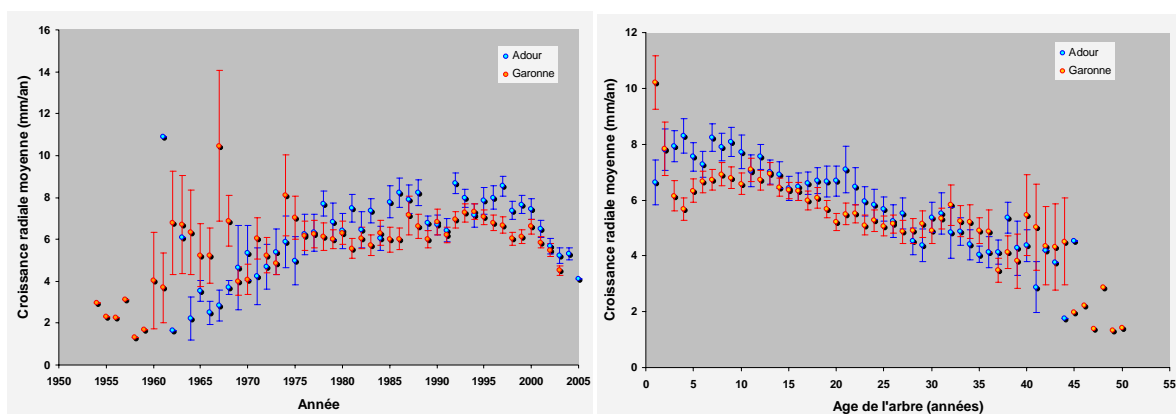 16
14
12
10
8
6
4
2
0
1950 1955 1960 1965 1970 1975 1980 1985 1990 1995 2000 2005
Année
Croissance radiale moyenne (mm/an)
Adour
Garonne
12
10
8
6
4
2
0
0 5 10 15 20 25 30 35 40 45 50 55
Age de l'arbre (années)
Croissance radiale moyenne (mm/an)
Adour
Garonne